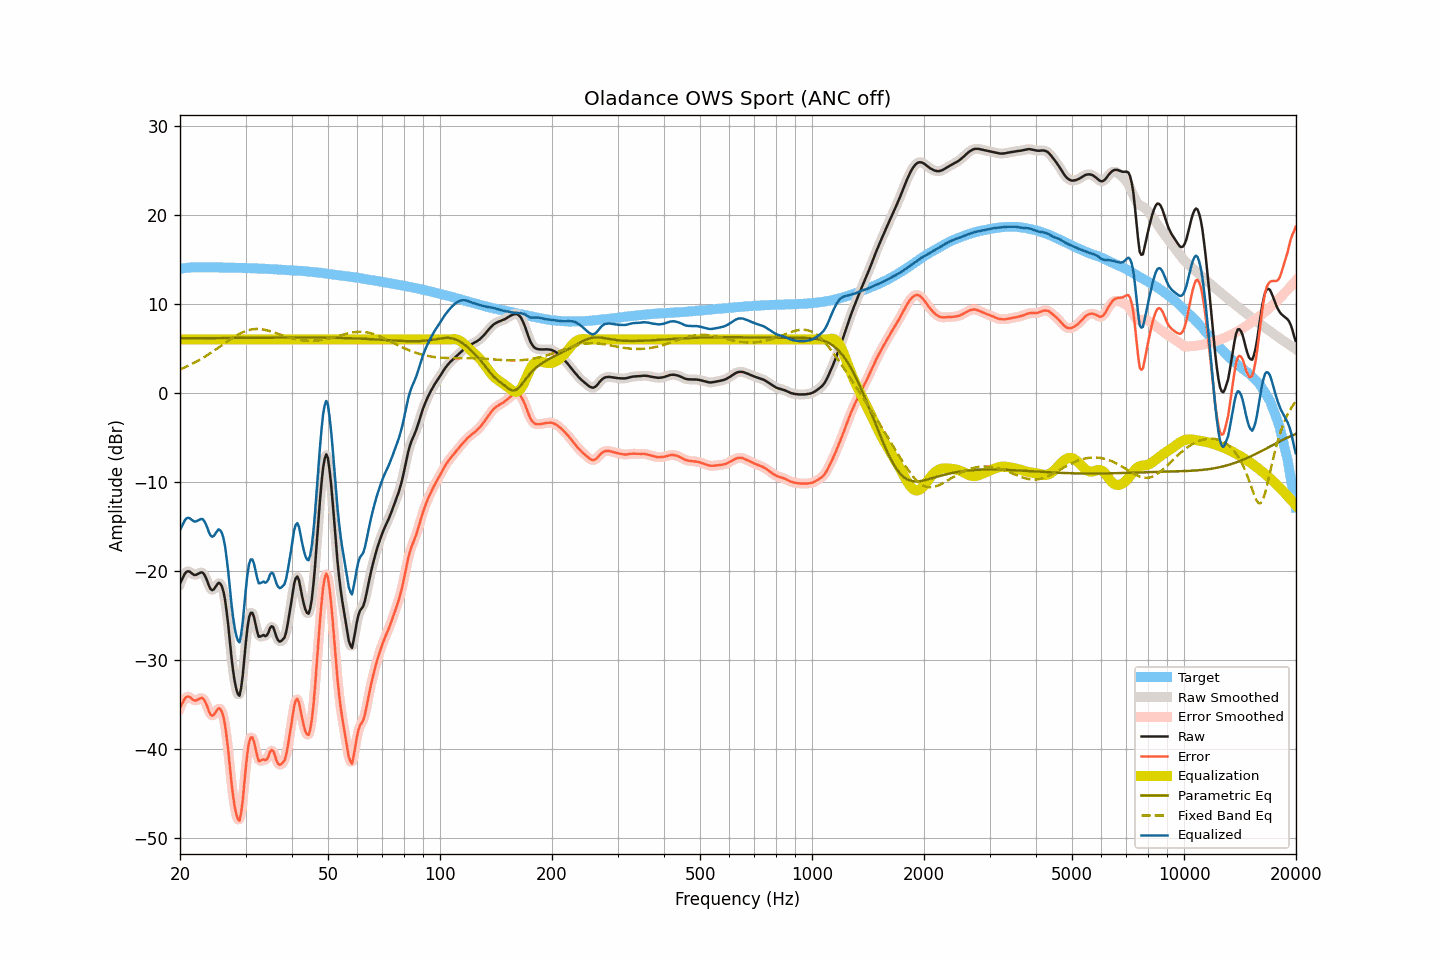 Oladance OWS Sport (ANC off)
30
20
10
0
−10
−20
−30
−40
−50
Amplitude (dBr)
20 50 100 200 500 1000 2000 5000 10000 20000
Frequency (Hz)
Target
Raw Smoothed
Error Smoothed
Raw
Error
Equalization
Parametric Eq
Fixed Band Eq
Equalized